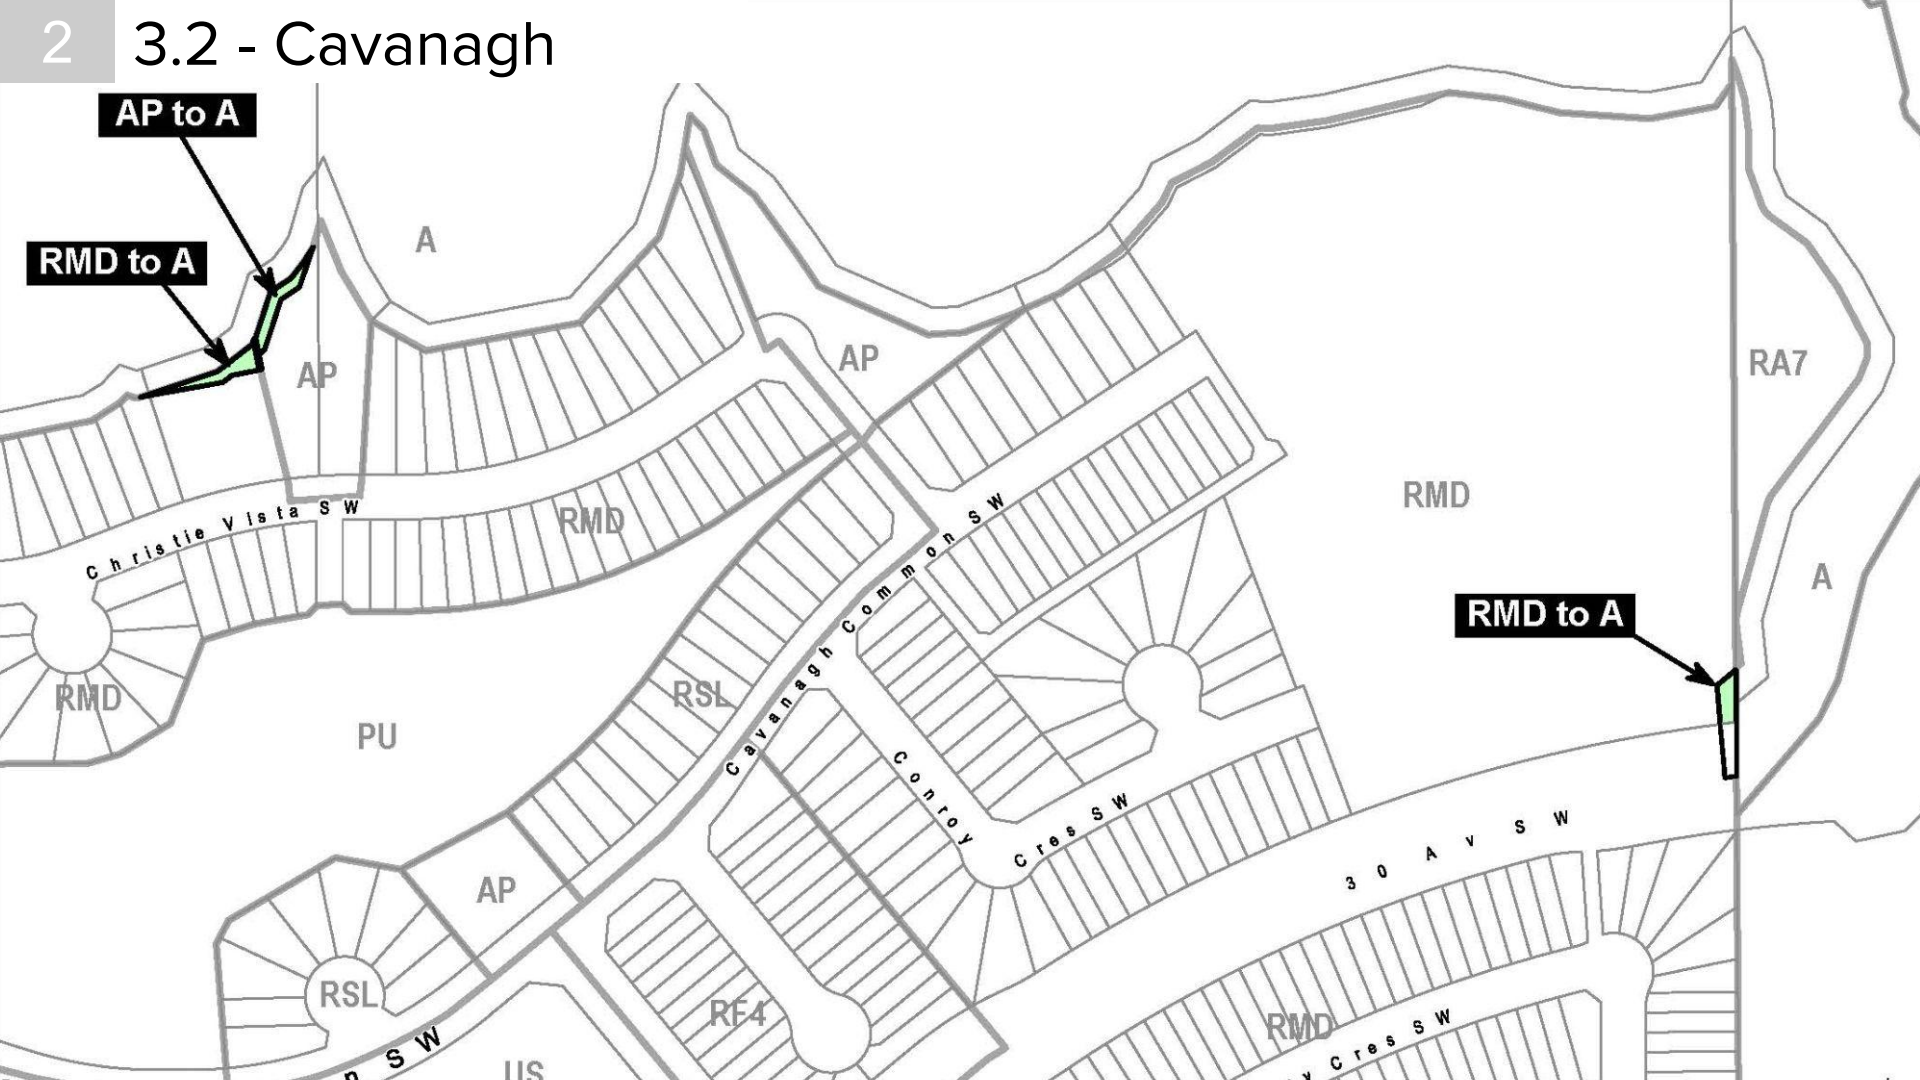 2
3.2 - Cavanagh
AP to A
RMD to A
A
AP
AP
RA7
RMD
A
Christie Vista SW
RMD
Cavanagh Common SW
RMD to A
RMD
PU
RSL
Conroy
Cres SW
30 Av SW
AP
RSL
RF4
RMD
n SW
US
y Cres SW